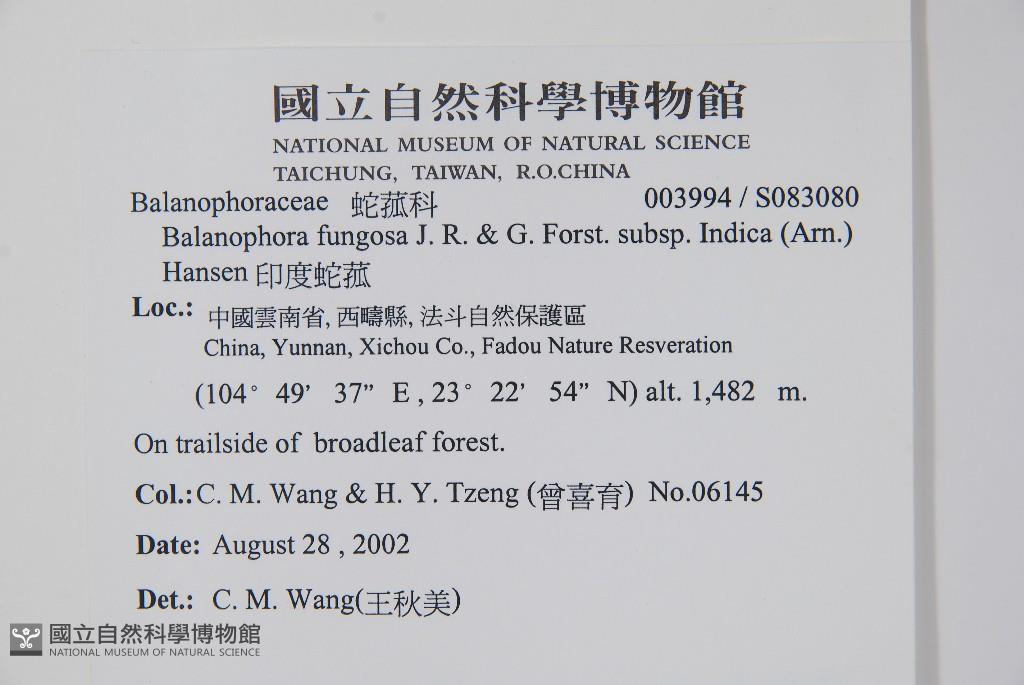 國立自然科學博物館
NATIONAL MUSEUM OF NATURAL SCIENCE
TAICHUNG, TAIWAN, R.O.CHINA
Balanophoraceae 蛇菰科 003994 / S083080
Balanophora fungosa J. R. & G. Forst. subsp. Indica (Arn.)
Hansen 印度蛇菰
Loc.: 中國雲南省, 西疇縣, 法斗自然保護區
China, Yunnan, Xichou Co., Fadou Nature Resveration
(104° 49’ 37” E , 23° 22’ 54” N) alt. 1,482 m.
On trailside of broadleaf forest.
Col.: C. M. Wang & H. Y. Tzeng (曾喜育) No.06145
Date: August 28 , 2002
Det.: C. M. Wang(王秋美)
國立自然科學博物館
NATIONAL MUSEUM OF NATURAL SCIENCE